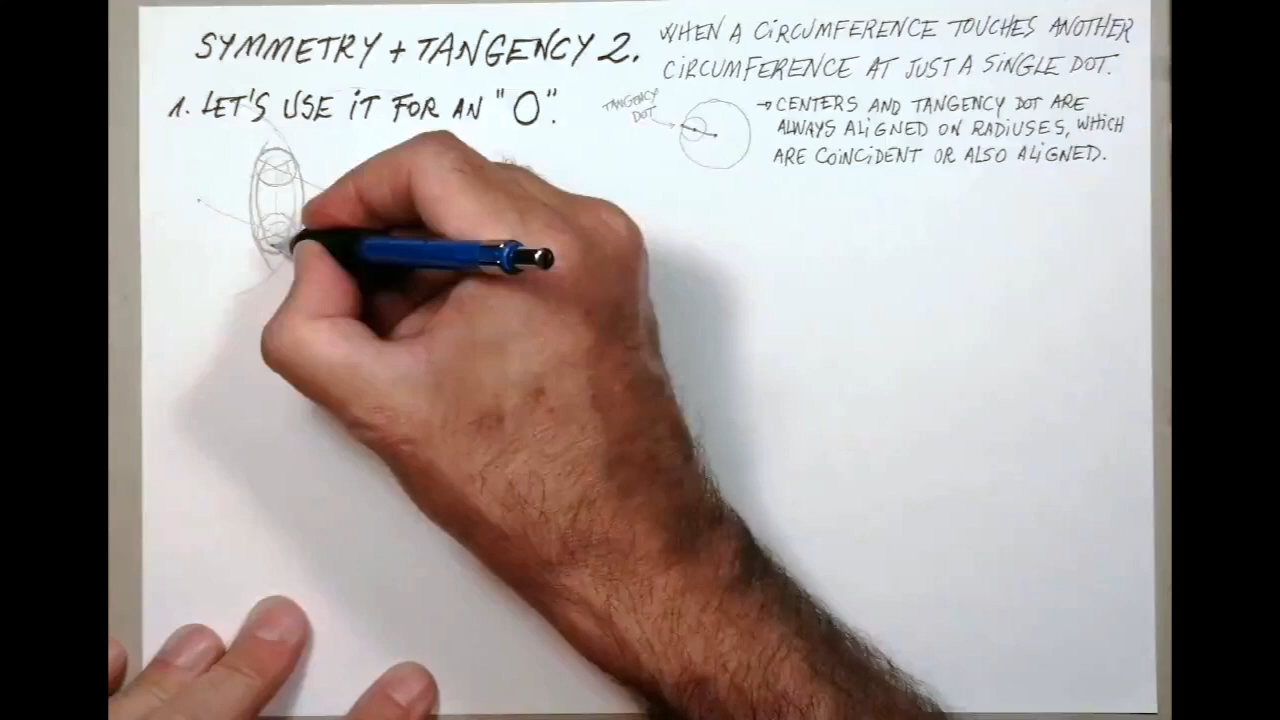 SYMMETRY + TANGENCY 2.
1. LET'S USE iT FOR AN "O".
WHEN A CiRCUMFERENCE TOUCHES ANOTHER
CiRCUMFERENCE AT JUST A SiNGLE DOT.
TANGENCY
DOT
→ CENTERS AND TANGENCY DOT ARE
ALWAYS ALiGNED ON RADiUSES, WHiCH
ARE COiNCiDENT OR ALSO ALiGNED.